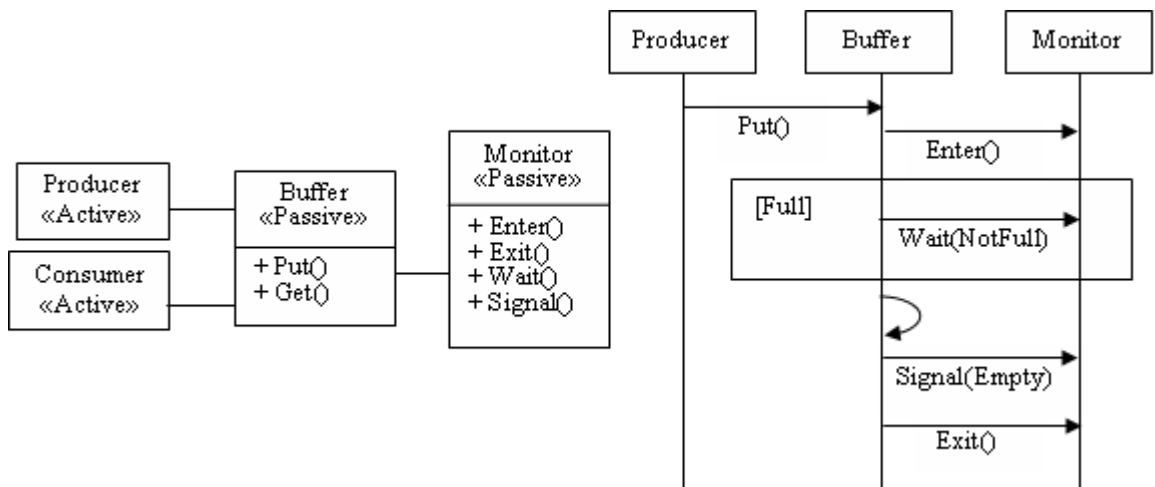 Producer
«Active»
Consumer
«Active»
Buffer
«Passive»
+ Put()
+ Get()
Monitor
«Passive»
+ Enter()
+ Exit()
+ Wait()
+ Signal()
Producer
Buffer
Monitor
Put()
Enter()
[Full]
Wait(NotFull)
Signal(Empty)
Exit()